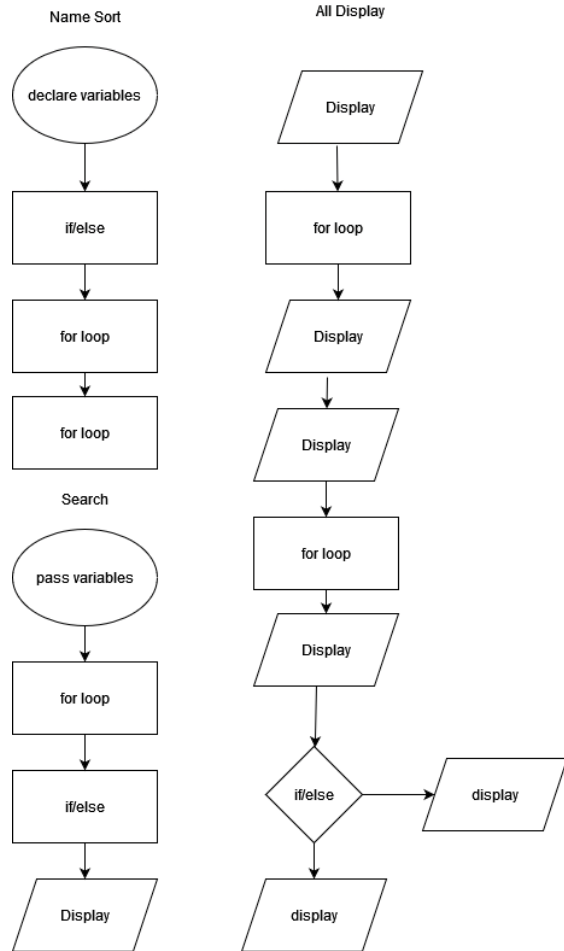 Name Sort
declare variables
if/else
for loop
for loop
Search
pass variables
for loop
if/else
Display
All Display
Display
for loop
Display
Display
for loop
Display
if/else
display
display